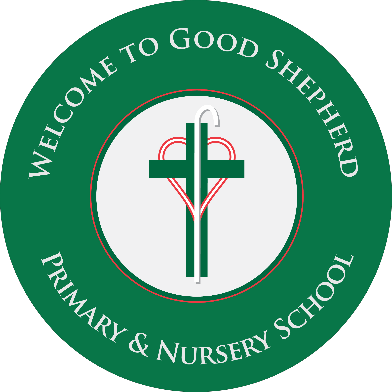 Welcome to Good Shepherd
Primary & Nursery School